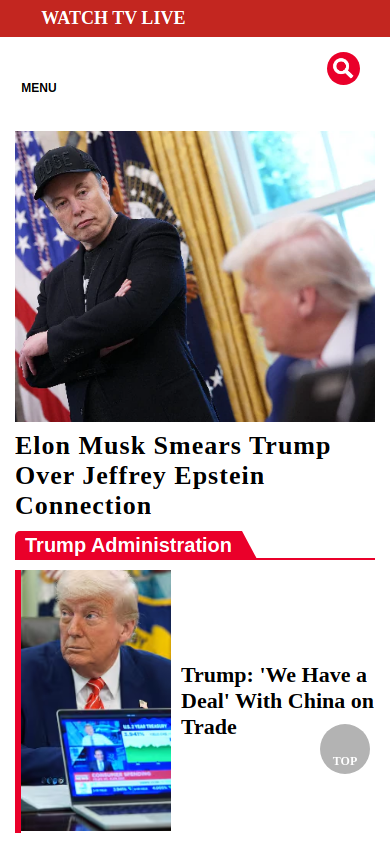 WATCH TV LIVE
MENU
DOGE
Elon Musk Smears Trump
Over Jeffrey Epstein
Connection
Trump Administration
Trump: 'We Have a
Deal' With China on
Trade
TOP